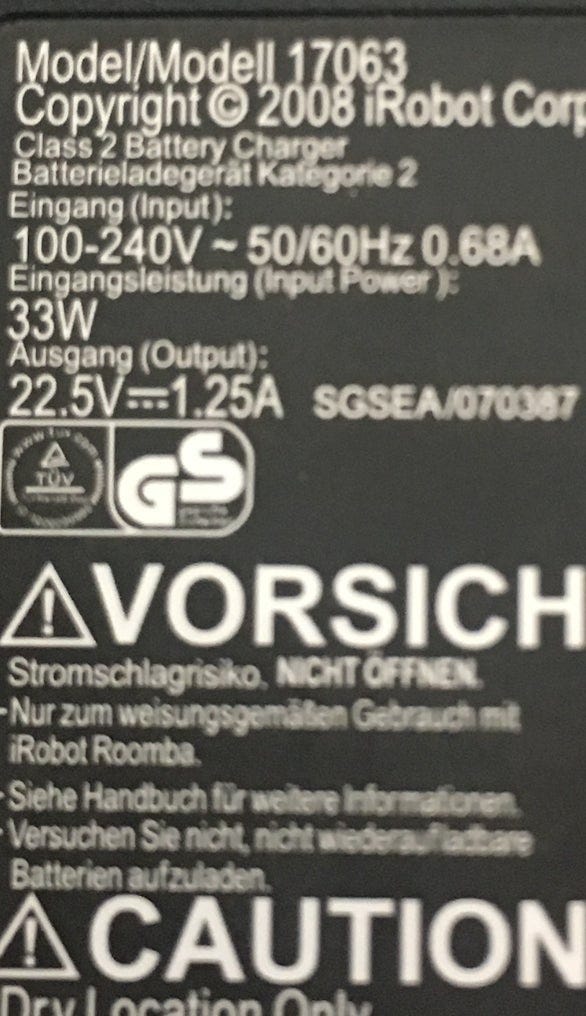 Model/Modell 17063
Copyright © 2008 iRobot Corp
Class 2 Battery Charger
Batterieladegerät Kategorie 2
Eingang (Input):
100-240V ~ 50/60Hz 0.68A
Eingangsleistung (Input Power ):
33W
Ausgang (Output):
22.5V⎓1.25A SGSEA/070387
TÜV
GS
⚠VORSICH
Stromschlagrisiko. NICHT ÖFFNEN.
-Nur zum weisungsgemäßen Gebrauch mit
iRobot Roomba.
-Siehe Handbuch für weitere Informationen.
-Versuchen Sie nicht, nicht wiederaufladbare
Batterien aufzuladen.
⚠CAUTION
Dry Location Only